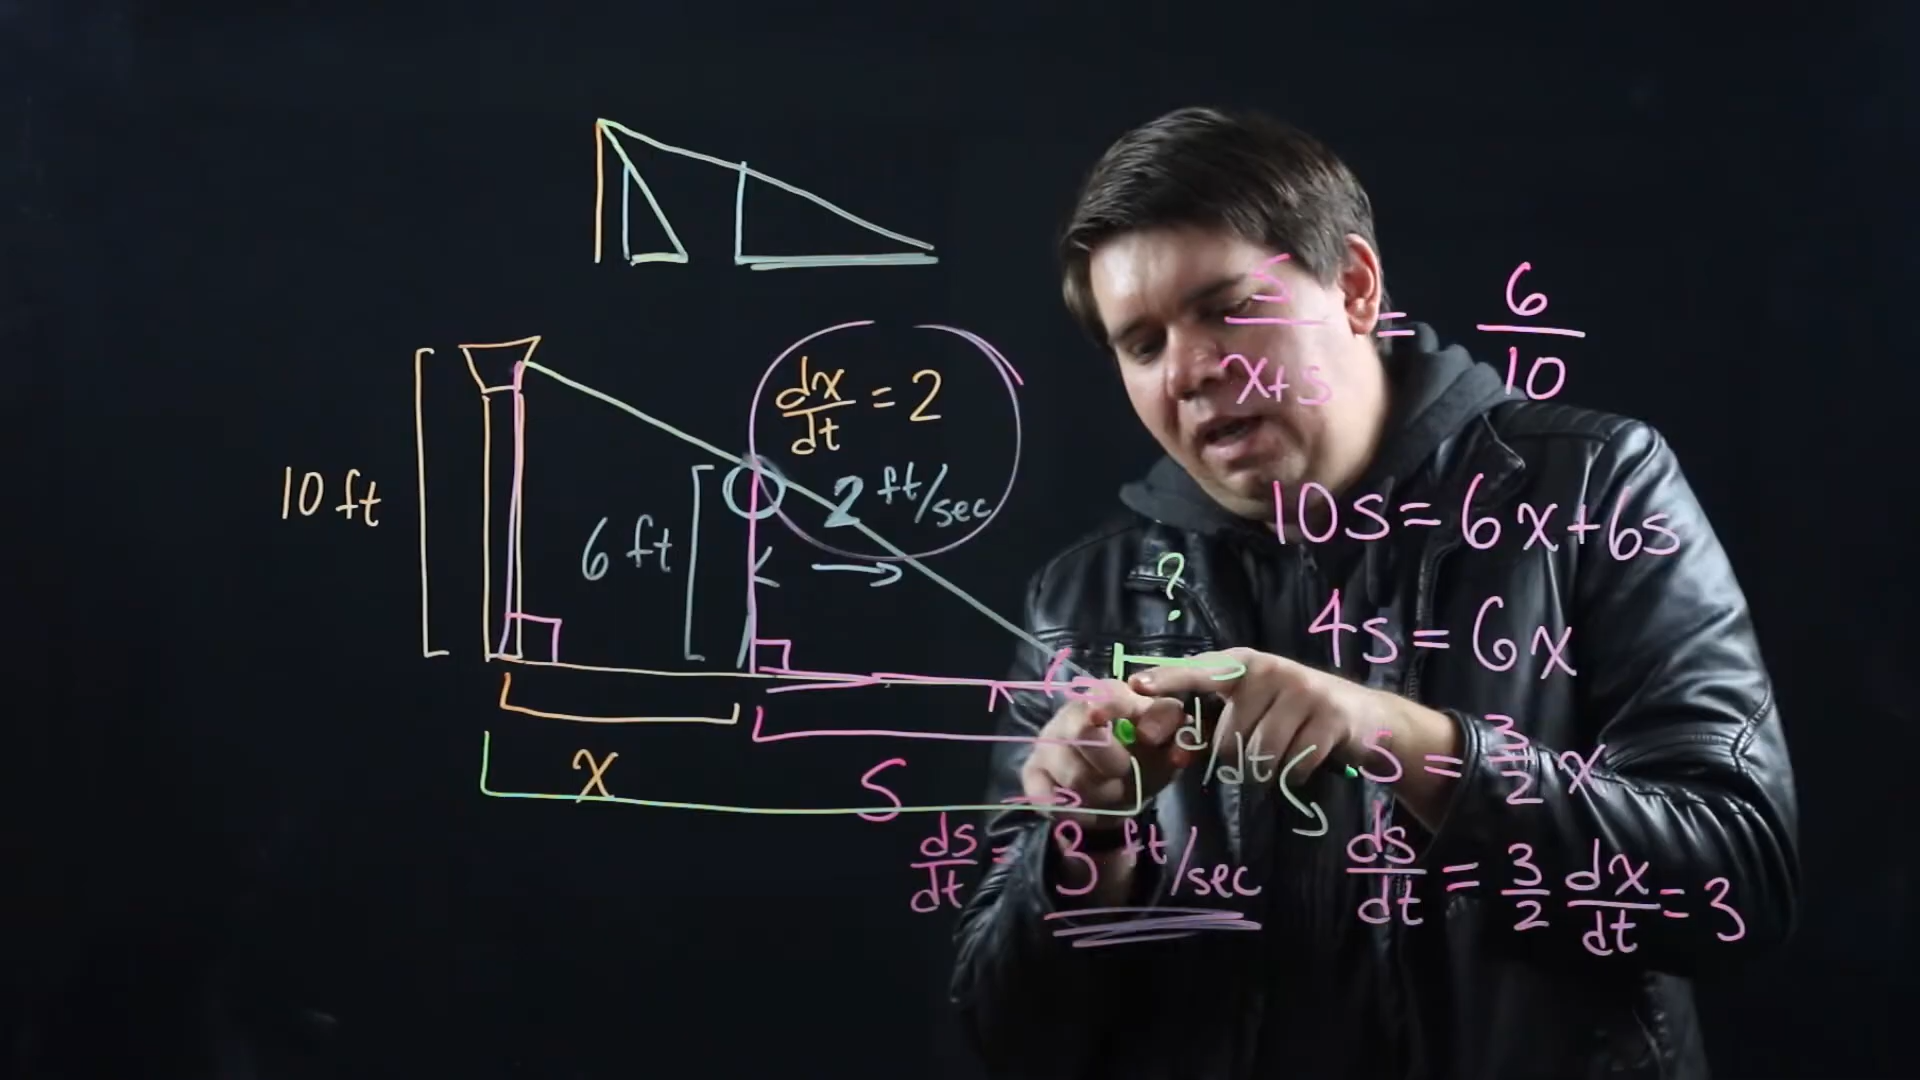 10 ft
dx/dt = 2
2 ft/sec
6 ft
x
s
?
d/dt
ds/dt = 3 ft/sec
s/x+s = 6/10
10s = 6x+6s
4s = 6x
s = 3/2 x
ds/dt = 3/2 dx/dt = 3